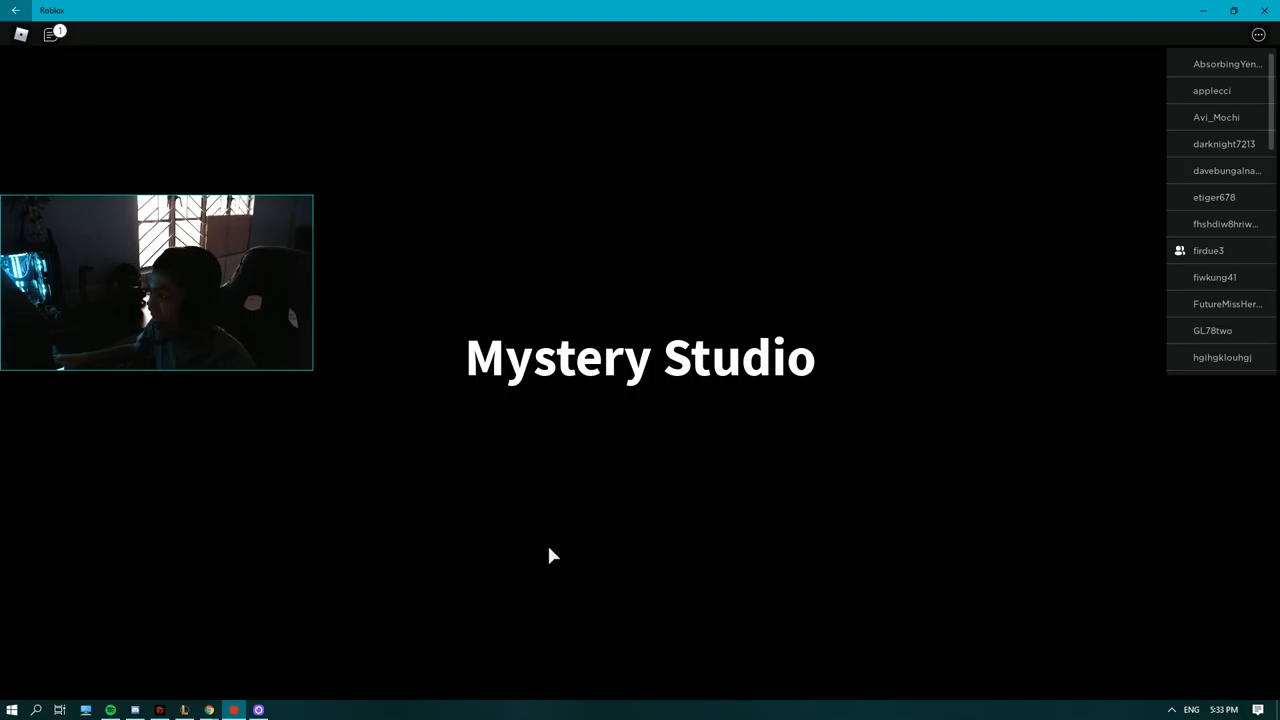 Roblox
1
AbsorbingYen...
applecci
Avi_Mochi
darknight7213
davebungalna...
etiger678
fhshdiw8hriw...
firdue3
fiwkung41
FutureMissHer...
GL78two
hgihgklouhgj
Mystery Studio
ENG
5:33 PM